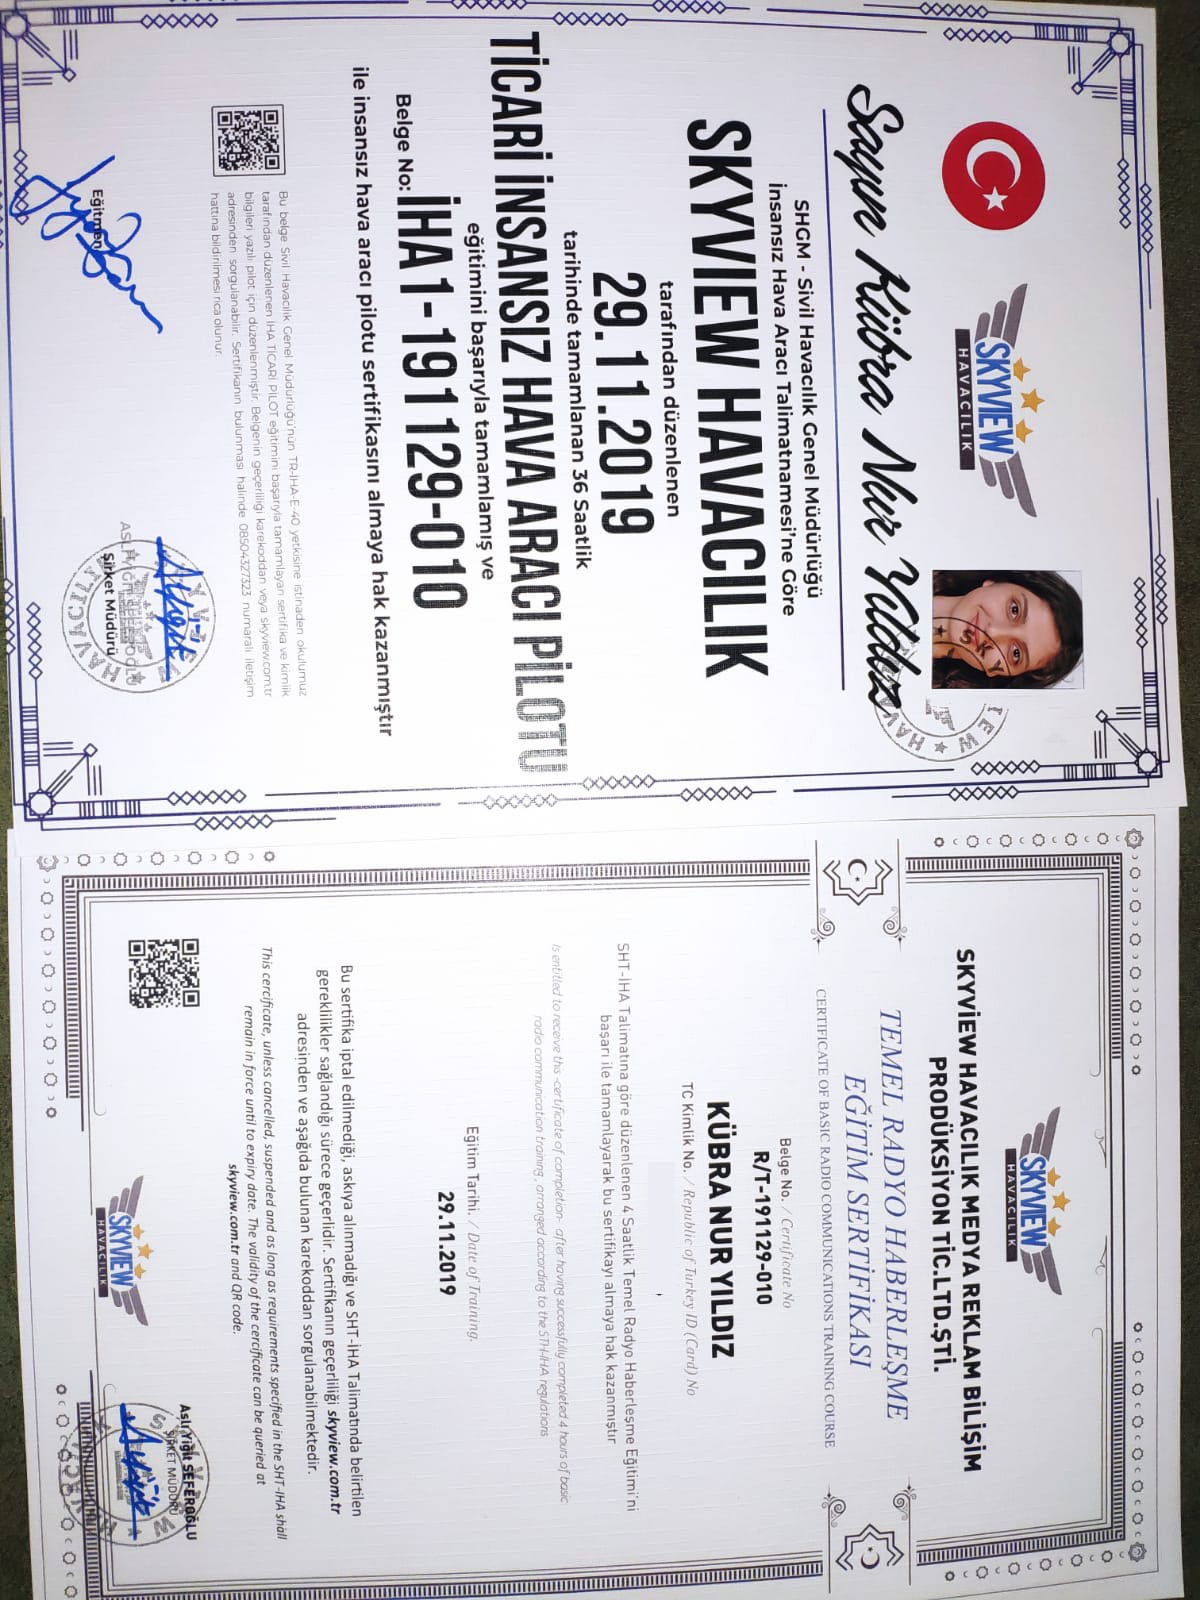 SKYVIEW
HAVACILIK
Sayın Kübra Nur Yıldız
SHGM - Sivil Havacılık Genel Müdürlüğü
İnsansız Hava Aracı Talimatnamesi'ne Göre
SKYVIEW HAVACILIK
tarafından düzenlenen
29.11.2019
tarihinde tamamlanan 36 Saatlik
TİCARİ İNSANSIZ HAVA ARACI PİLOTU
eğitimini başarıyla tamamlamış ve
Belge No: İHA1-191129-010
ile insansız hava aracı pilotu sertifikasını almaya hak kazanmıştır
Bu belge Sivil Havacılık Genel Müdürlüğü'nün TR-İHA-E-40 yetkisine istinaden okulumuz
tarafından düzenlenen İHA TİCARİ PİLOT eğitimini başarıyla tamamlayan sertifika ve kimlik
bilgileri yazılı pilot için düzenlenmiştir. Belgenin geçerliliği karekoddan veya skyview.com.tr
adresinden sorgulanabilir. Sertifikanın bulunması halinde 08504327323 numaralı iletişim
hattına bildirilmesi rica olunur.
Eğitmen
ASLI YİĞİT SEFEROĞLU
Şirket Müdürü
SKYVIEW
HAVACILIK
SKYVİEW HAVACILIK MEDYA REKLAM BİLİŞİM
PRODÜKSİYON TİC.LTD.ŞTİ.
TEMEL RADYO HABERLEŞME
EĞİTİM SERTİFİKASI
CERTIFICATE OF BASIC RADIO COMMUNICATIONS TRAINING COURSE
Belge No. / Certificate No
R/T-191129-010
KÜBRA NUR YILDIZ
TC Kimlik No. / Republic of Turkey ID (Card) No
SHT-İHA Talimatına göre düzenlenen 4 Saatlik Temel Radyo Haberleşme Eğitimi'ni
başarı ile tamamlayarak bu sertifikayı almaya hak kazanmıştır
Is entitled to receive this -certificate of completion- after having successfully completed 4 hours of basic
radio communication training, arranged according to the STH-IHA regulations
Eğitim Tarihi. / Date of Training.
29.11.2019
Bu sertifika iptal edilmediği, askıya alınmadığı ve SHT-İHA Talimatında belirtilen
gereklilikler sağlandığı sürece geçerlidir. Sertifikanın geçerliliği skyview.com.tr
adresinden ve aşağıda bulunan karekoddan sorgulanabilmektedir.
This cercificate, unless cancelled, suspended and as long as requirements specified in the SHT-IHA shall
remain in force until to expiry date. The validity of the cercificate can be queried at
skyview.com.tr and QR code.
Aslı Yiğit SEFEROĞLU
ŞİRKET MÜDÜRÜ
SKYVIEW
HAVACILIK